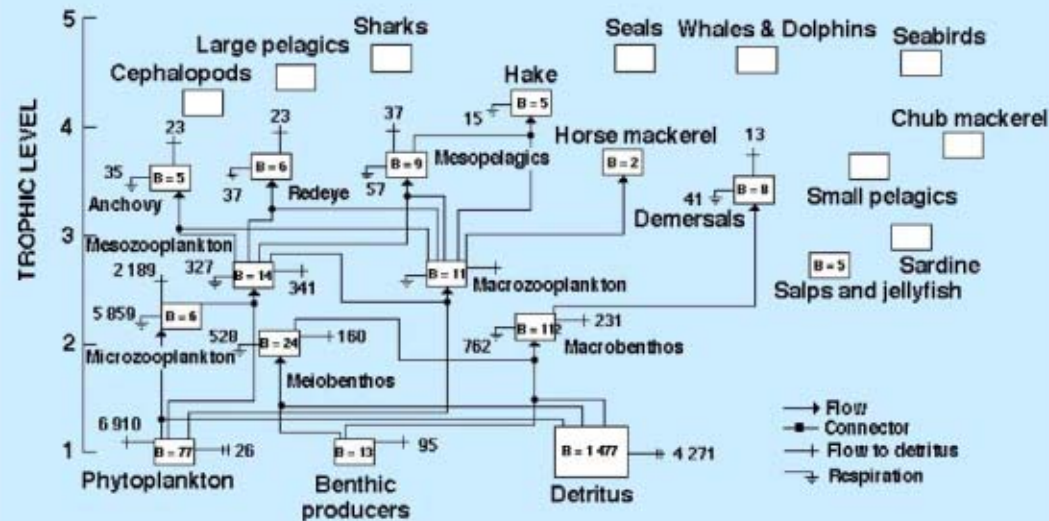 5
Sharks
Seals
Whales & Dolphins
Seabirds
Large pelagics
Cephalopods
Hake
B = 5
15
4
23
23
37
Horse mackerel
Chub mackerel
13
B = 5
B = 6
B = 9
Mesopelagics
B = 2
B = 8
Small pelagics
35
37
57
41
Anchovy
Redeye
Demersals
TROPHIC LEVEL
3
Mesozooplankton
Sardine
2 189
327
B = 14
341
B = 11
Macrozooplankton
B = 5
Salps and jellyfish
5 859
B = 6
528
B = 24
160
762
B = 112
231
2
Microzooplankton
Meiobenthos
Macrobenthos
Flow
6 910
Connector
1
B = 77
26
B = 13
95
B = 1 477
4 271
Flow to detritus
Respiration
Phytoplankton
Benthic
producers
Detritus